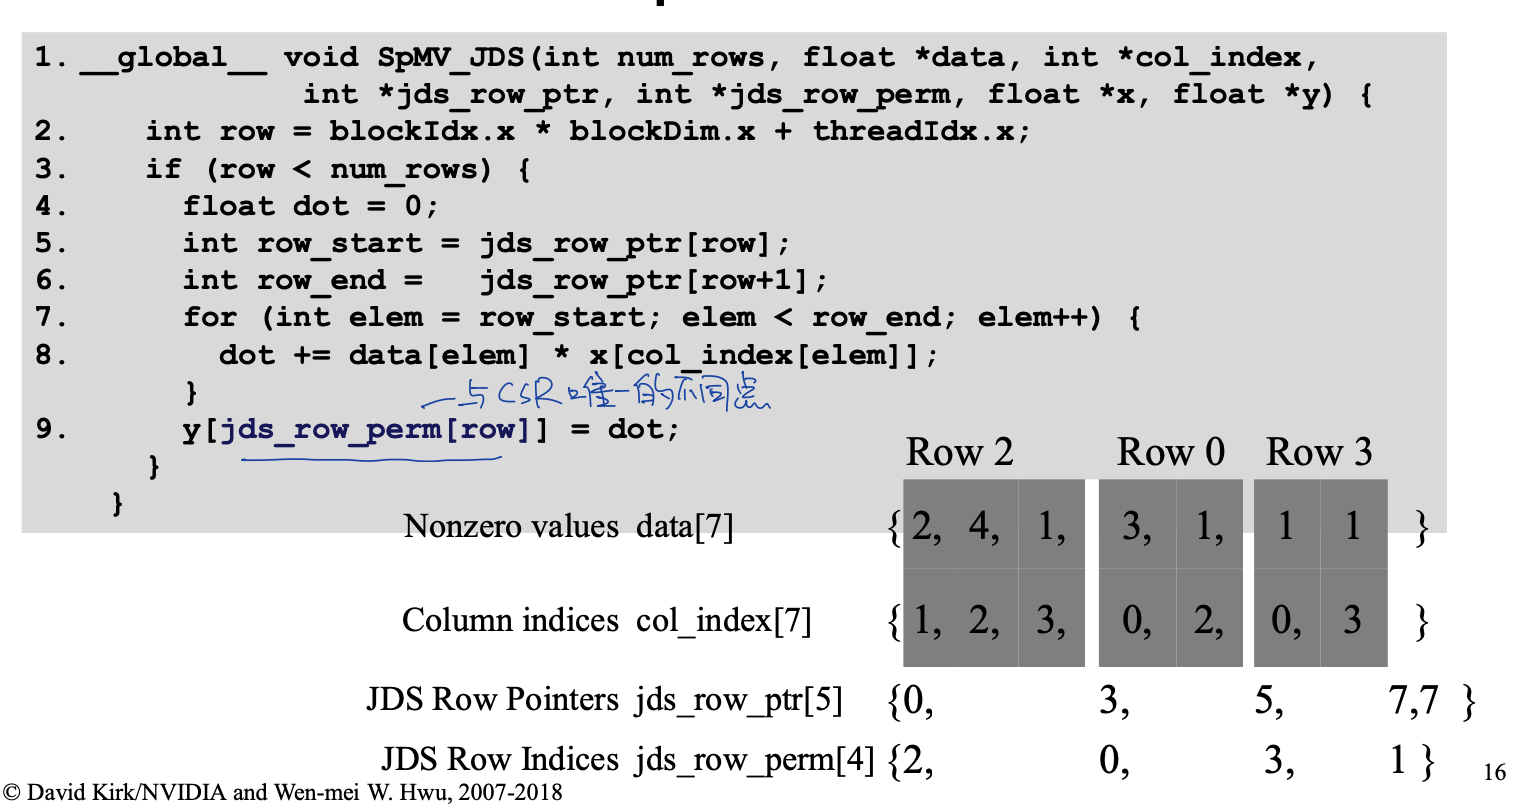 1. __global__ void SpMV_JDS(int num_rows, float *data, int *col_index,
int *jds_row_ptr, int *jds_row_perm, float *x, float *y) {
2. int row = blockIdx.x * blockDim.x + threadIdx.x;
3. if (row < num_rows) {
4. float dot = 0;
5. int row_start = jds_row_ptr[row];
6. int row_end = jds_row_ptr[row+1];
7. for (int elem = row_start; elem < row_end; elem++) {
8. dot += data[elem] * x[col_index[elem]];
}
与CSR唯一的不同点
9. y[jds_row_perm[row]] = dot;
}
}
Row 2 Row 0 Row 3
Nonzero values data[7] {2, 4, 1, 3, 1, 1 1 }
Column indices col_index[7] {1, 2, 3, 0, 2, 0, 3 }
JDS Row Pointers jds_row_ptr[5] {0, 3, 5, 7,7 }
JDS Row Indices jds_row_perm[4] {2, 0, 3, 1 }
16
© David Kirk/NVIDIA and Wen-mei W. Hwu, 2007-2018